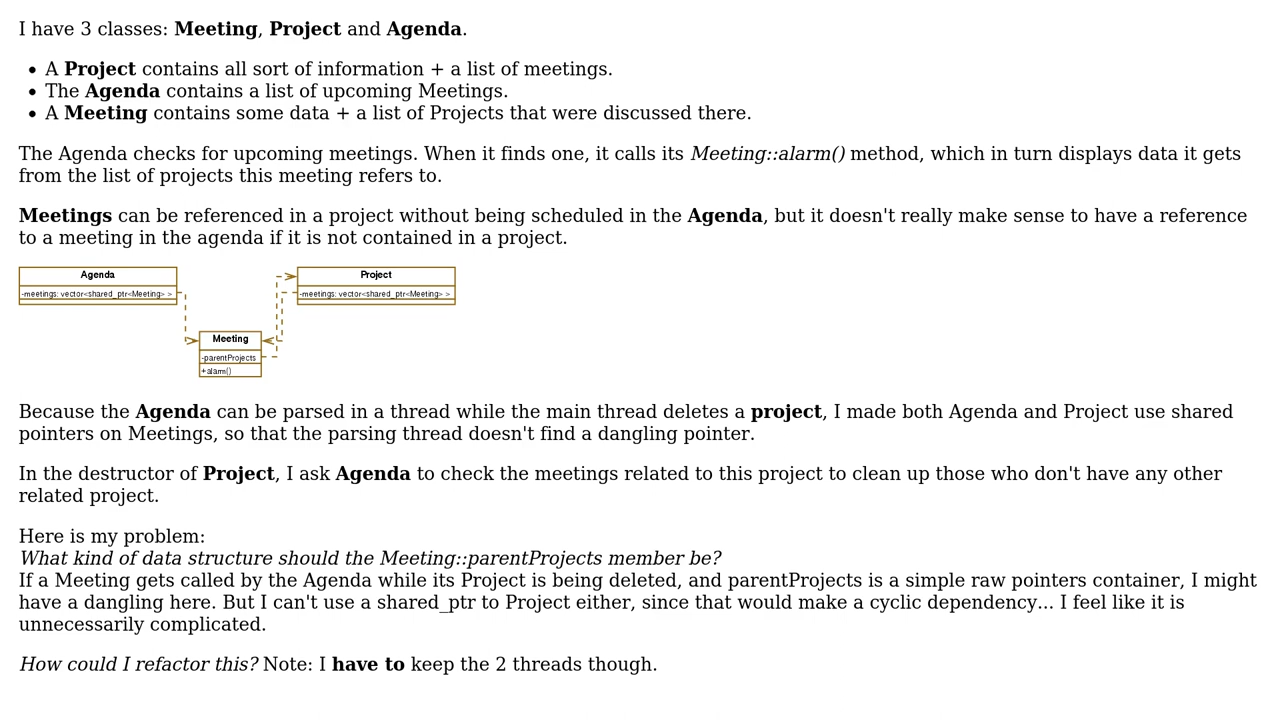 I have 3 classes: Meeting, Project and Agenda.
• A Project contains all sort of information + a list of meetings.
• The Agenda contains a list of upcoming Meetings.
• A Meeting contains some data + a list of Projects that were discussed there.
The Agenda checks for upcoming meetings. When it finds one, it calls its Meeting::alarm() method, which in turn displays data it gets
from the list of projects this meeting refers to.
Meetings can be referenced in a project without being scheduled in the Agenda, but it doesn't really make sense to have a reference
to a meeting in the agenda if it is not contained in a project.
Agenda
-meetings: vector<shared_ptr<Meeting> >
Project
-meetings: vector<shared_ptr<Meeting> >
Meeting
-parentProjects
+alarm()
Because the Agenda can be parsed in a thread while the main thread deletes a project, I made both Agenda and Project use shared
pointers on Meetings, so that the parsing thread doesn't find a dangling pointer.
In the destructor of Project, I ask Agenda to check the meetings related to this project to clean up those who don't have any other
related project.
Here is my problem:
What kind of data structure should the Meeting::parentProjects member be?
If a Meeting gets called by the Agenda while its Project is being deleted, and parentProjects is a simple raw pointers container, I might
have a dangling here. But I can't use a shared_ptr to Project either, since that would make a cyclic dependency... I feel like it is
unnecessarily complicated.
How could I refactor this? Note: I have to keep the 2 threads though.